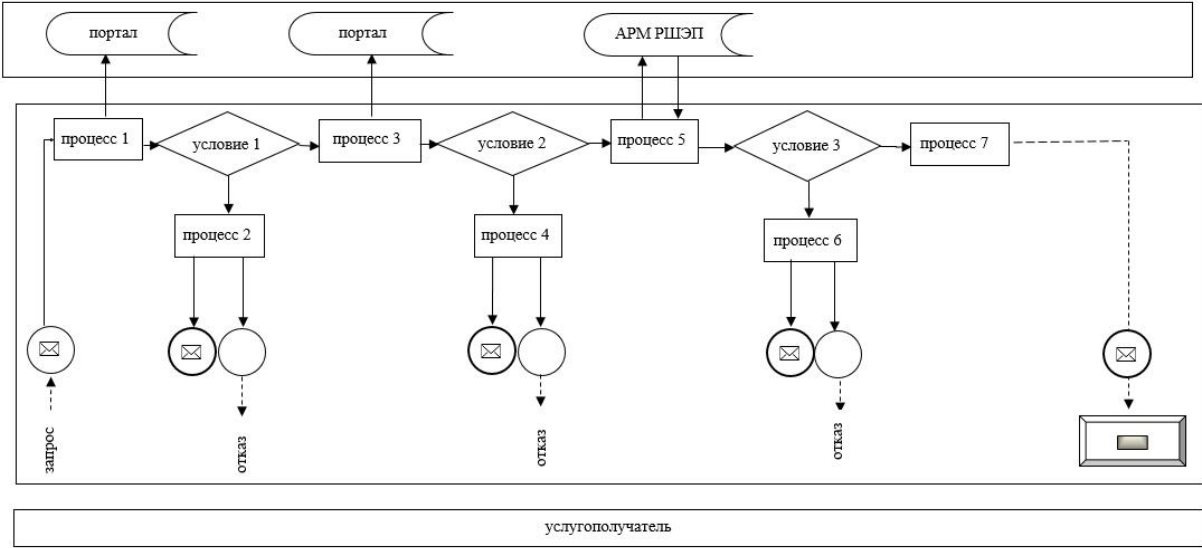 портал
портал
АРМ РШЭП
процесс 1
условие 1
процесс 3
условие 2
процесс 5
условие 3
процесс 7
процесс 2
процесс 4
процесс 6
запрос
отказ
отказ
отказ
услугополучатель